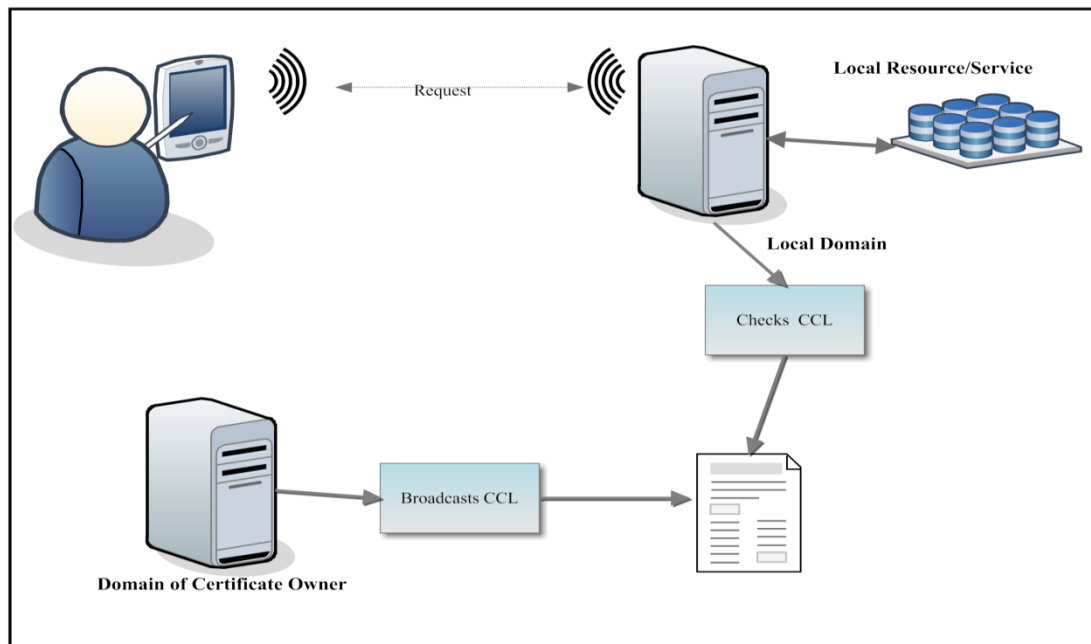 Request
Local Resource/Service
Local Domain
Checks CCL
Broadcasts CCL
Domain of Certificate Owner